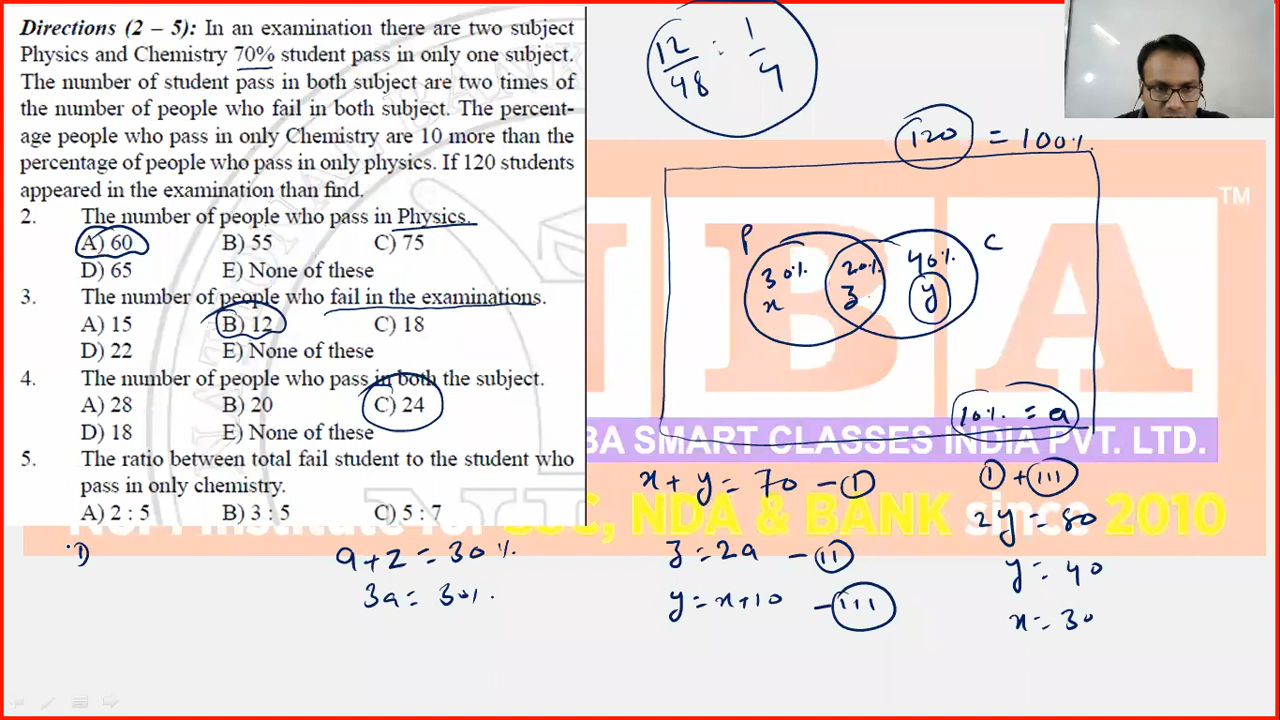 Directions (2 – 5): In an examination there are two subject
Physics and Chemistry 70% student pass in only one subject.
The number of student pass in both subject are two times of
the number of people who fail in both subject. The percent-
age people who pass in only Chemistry are 10 more than the
percentage of people who pass in only physics. If 120 students
appeared in the examination than find.
2. The number of people who pass in Physics.
A) 60 B) 55 C) 75
D) 65 E) None of these
3. The number of people who fail in the examinations.
A) 15 B) 12 C) 18
D) 22 E) None of these
4. The number of people who pass in both the subject.
A) 28 B) 20 C) 24
D) 18 E) None of these
5. The ratio between total fail student to the student who
pass in only chemistry.
A) 2 : 5 B) 3 : 5 C) 5 : 7
D)
12/48 : 1/4
120 = 100%
P C
30% 20% 40%
x z y
10% = a
TM
BA
BA SMART CLASSES INDIA PVT. LTD.
SSC, NDA & BANK since 2010
x + y = 70 - I
z = 2a - II
y = x + 10 - III
I + III
2y = 80
y = 40
x = 30
a + z = 30%
3a = 30%